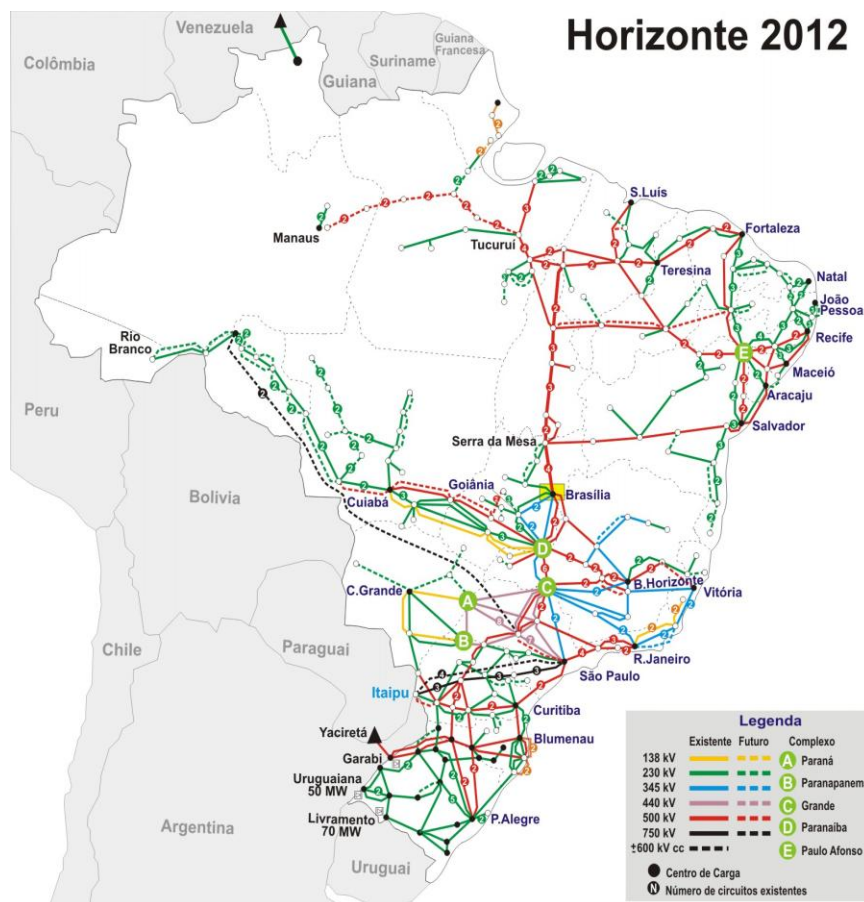 Horizonte 2012
Venezuela
Colômbia
Guiana
Suriname
Guiana
Francesa
S.Luís
Manaus
Tucuruí
Fortaleza
Teresina
Natal
João
Pessoa
Rio
Branco
Recife
Maceió
Peru
Aracaju
Serra da Mesa
Salvador
Goiânia
Brasília
Cuiabá
Bolívia
C.Grande
B.Horizonte
Vitória
A
B
C
D
E
Chile
Paraguai
R.Janeiro
São Paulo
Itaipu
Curitiba
Yaciretá
Garabi
Blumenau
Uruguaiana
50 MW
Livramento
70 MW
P.Alegre
Argentina
Uruguai
Legenda
Existente Futuro Complexo
138 kV A Paraná
230 kV B Paranapanem
345 kV C Grande
440 kV
500 kV D Paranaiba
750 kV
±600 kV cc E Paulo Afonso
Centro de Carga
N Número de circuitos existentes